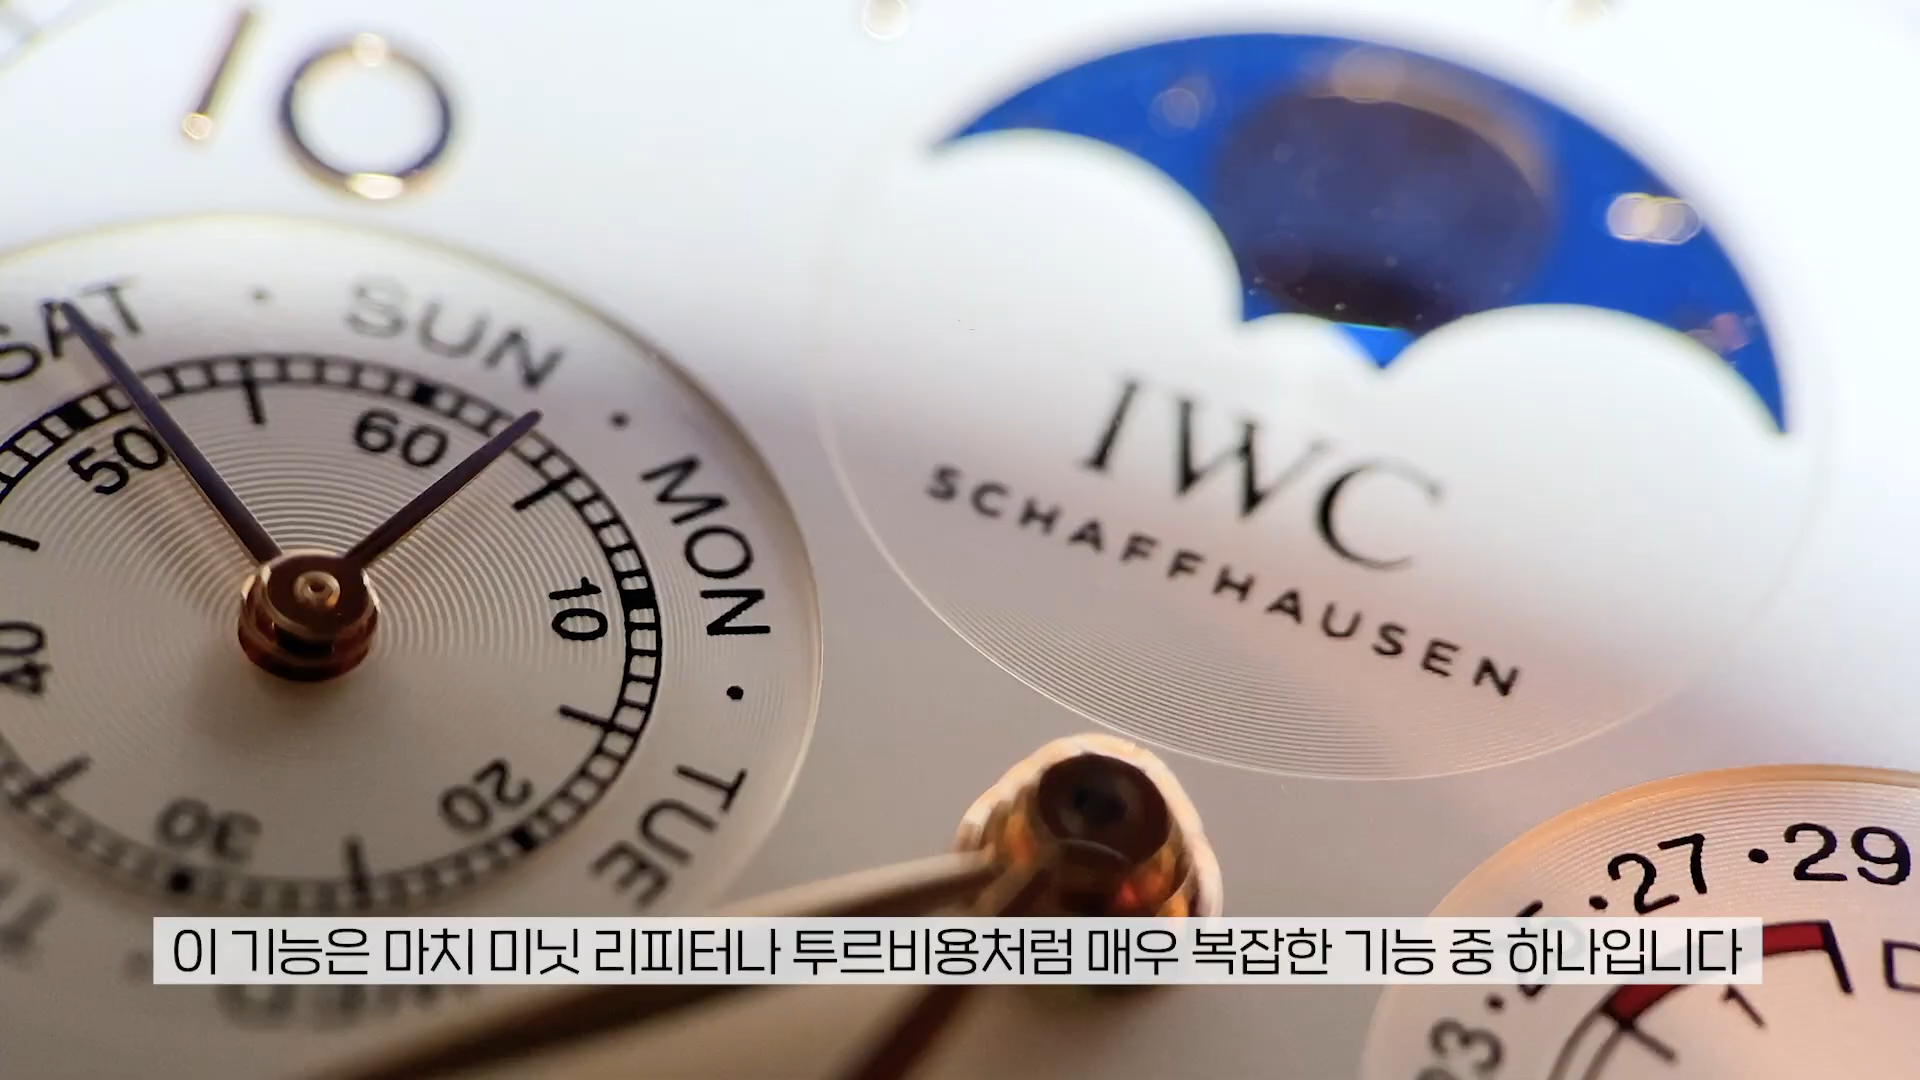 10
SAT · SUN · MON · TUE
50
60
10
20
30
40
IWC
SCHAFFHAUSEN
· 27 · 29
1
이 기능은 마치 미닛 리피터나 투르비용처럼 매우 복잡한 기능 중 하나입니다